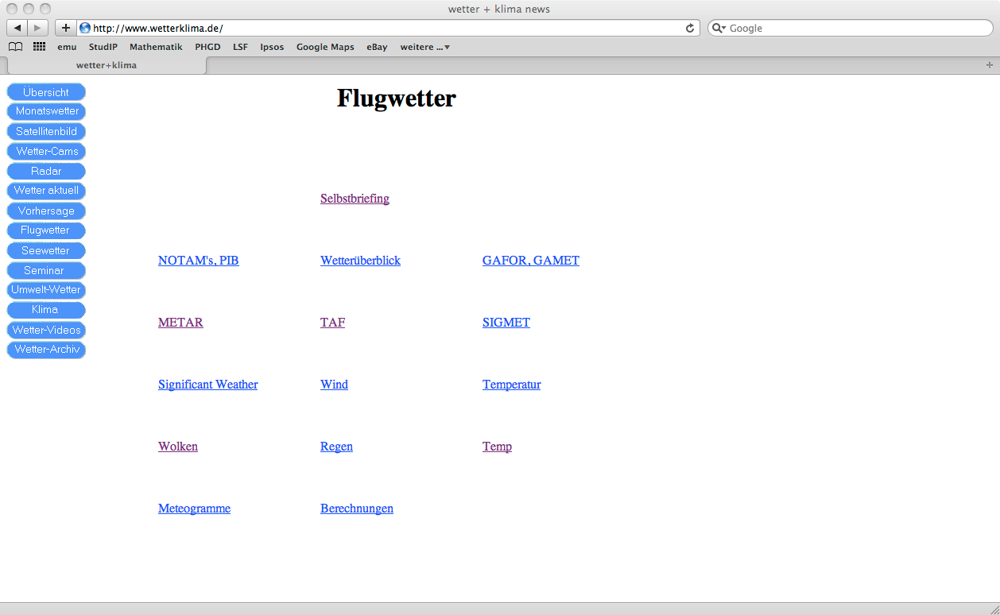 wetter + klima news
http://www.wetterklima.de/
Google
emu StudIP Mathematik PHGD LSF Ipsos Google Maps eBay weitere ...
wetter+klima
Übersicht
Monatswetter
Satellitenbild
Wetter-Cams
Radar
Wetter aktuell
Vorhersage
Flugwetter
Seewetter
Seminar
Umwelt-Wetter
Klima
Wetter-Videos
Wetter-Archiv
Flugwetter
Selbstbriefing
NOTAM's, PIB Wetterüberblick GAFOR, GAMET
METAR TAF SIGMET
Significant Weather Wind Temperatur
Wolken Regen Temp
Meteogramme Berechnungen